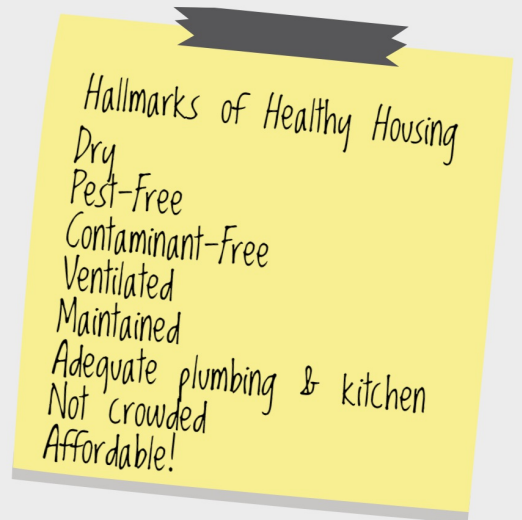 Hallmarks of Healthy Housing
Dry
Pest-Free
Contaminant-Free
Ventilated
Maintained
Adequate plumbing & kitchen
Not crowded
Affordable!